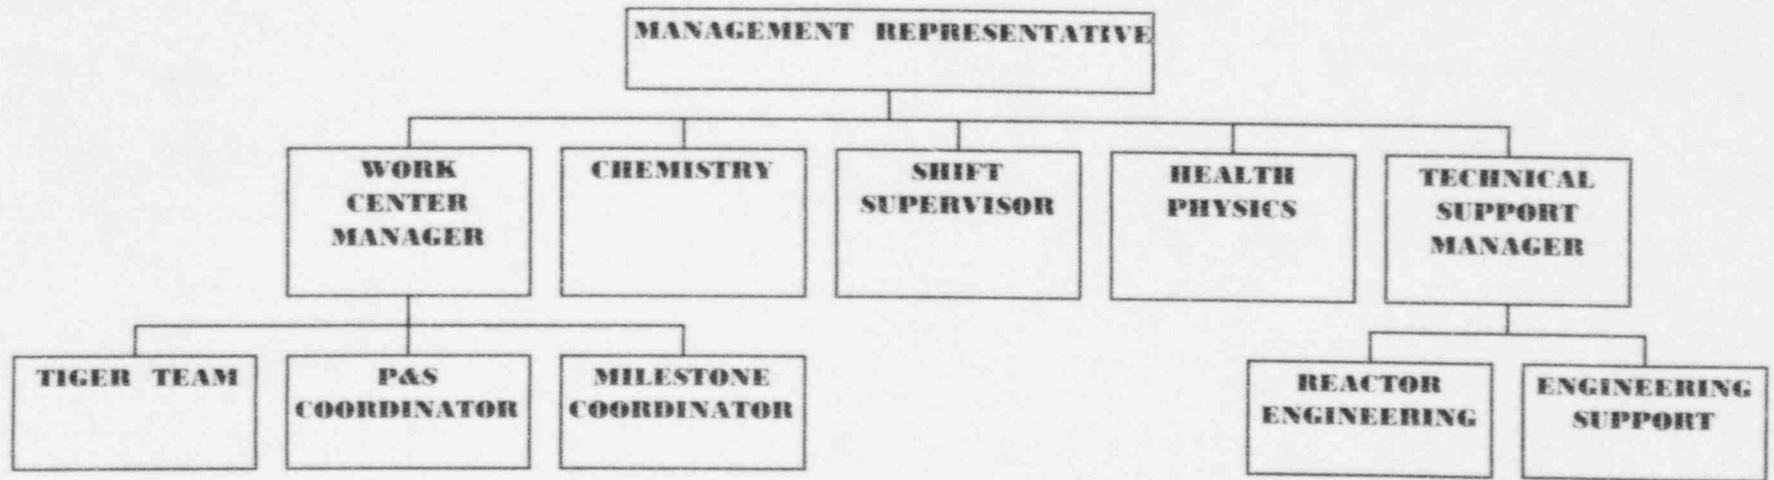 MANAGEMENT REPRESENTATIVE
WORK
CENTER
MANAGER
CHEMISTRY
SHIFT
SUPERVISOR
HEALTH
PHYSICS
TECHNICAL
SUPPORT
MANAGER
TIGER TEAM
P&S
COORDINATOR
MILESTONE
COORDINATOR
REACTOR
ENGINEERING
ENGINEERING
SUPPORT